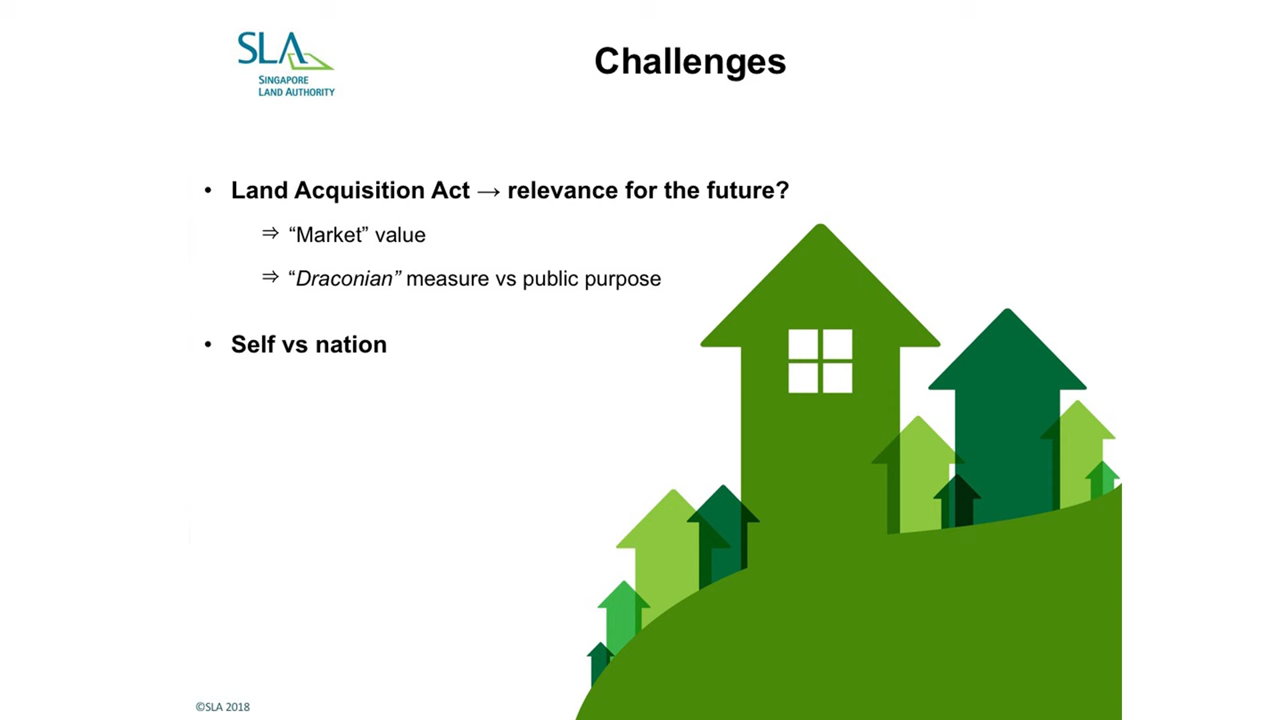 SLA
SINGAPORE
LAND AUTHORITY
Challenges
• Land Acquisition Act → relevance for the future?
⇒ “Market” value
⇒ “Draconian” measure vs public purpose
• Self vs nation
©SLA 2018